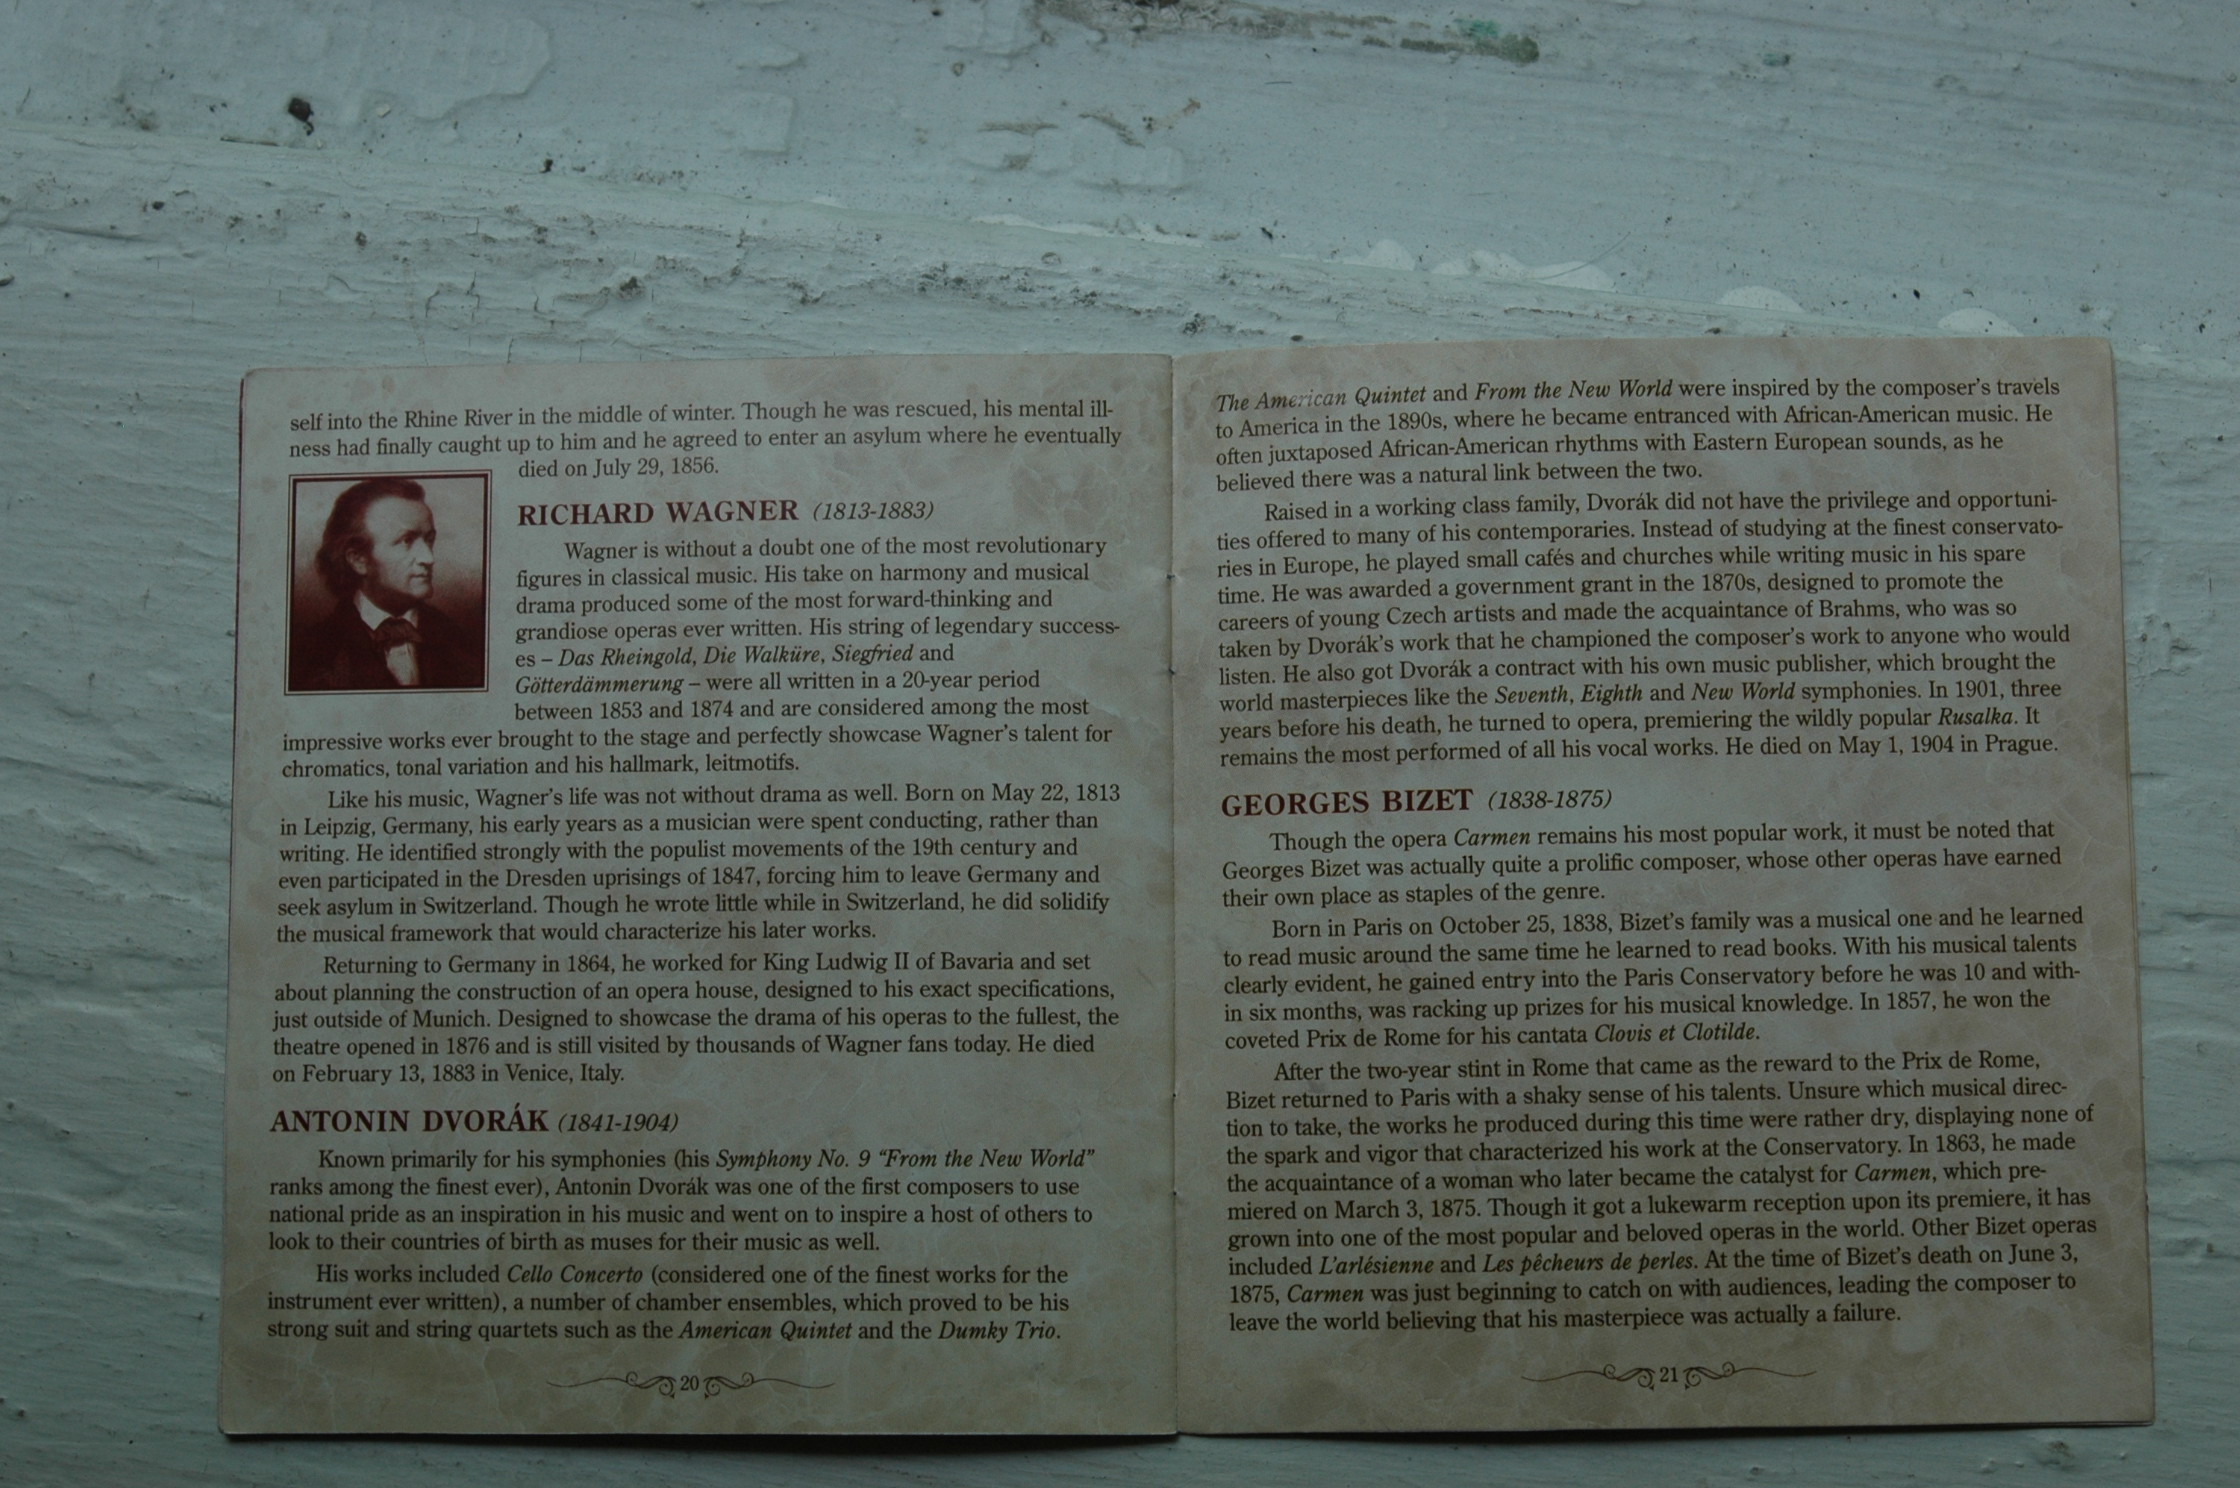 self into the Rhine River in the middle of winter. Though he was rescued, his mental ill-
ness had finally caught up to him and he agreed to enter an asylum where he eventually
died on July 29, 1856.
RICHARD WAGNER (1813-1883)
Wagner is without a doubt one of the most revolutionary
figures in classical music. His take on harmony and musical
drama produced some of the most forward-thinking and
grandiose operas ever written. His string of legendary success-
es – Das Rheingold, Die Walküre, Siegfried and
Götterdämmerung – were all written in a 20-year period
between 1853 and 1874 and are considered among the most
impressive works ever brought to the stage and perfectly showcase Wagner's talent for
chromatics, tonal variation and his hallmark, leitmotifs.
Like his music, Wagner's life was not without drama as well. Born on May 22, 1813
in Leipzig, Germany, his early years as a musician were spent conducting, rather than
writing. He identified strongly with the populist movements of the 19th century and
even participated in the Dresden uprisings of 1847, forcing him to leave Germany and
seek asylum in Switzerland. Though he wrote little while in Switzerland, he did solidify
the musical framework that would characterize his later works.
Returning to Germany in 1864, he worked for King Ludwig II of Bavaria and set
about planning the construction of an opera house, designed to his exact specifications,
just outside of Munich. Designed to showcase the drama of his operas to the fullest, the
theatre opened in 1876 and is still visited by thousands of Wagner fans today. He died
on February 13, 1883 in Venice, Italy.
ANTONIN DVORÁK (1841-1904)
Known primarily for his symphonies (his Symphony No. 9 “From the New World”
ranks among the finest ever), Antonin Dvorák was one of the first composers to use
national pride as an inspiration in his music and went on to inspire a host of others to
look to their countries of birth as muses for their music as well.
His works included Cello Concerto (considered one of the finest works for the
instrument ever written), a number of chamber ensembles, which proved to be his
strong suit and string quartets such as the American Quintet and the Dumky Trio.
20
The American Quintet and From the New World were inspired by the composer's travels
to America in the 1890s, where he became entranced with African-American music. He
often juxtaposed African-American rhythms with Eastern European sounds, as he
believed there was a natural link between the two.
Raised in a working class family, Dvorák did not have the privilege and opportuni-
ties offered to many of his contemporaries. Instead of studying at the finest conservato-
ries in Europe, he played small cafés and churches while writing music in his spare
time. He was awarded a government grant in the 1870s, designed to promote the
careers of young Czech artists and made the acquaintance of Brahms, who was so
taken by Dvorák's work that he championed the composer's work to anyone who would
listen. He also got Dvorák a contract with his own music publisher, which brought the
world masterpieces like the Seventh, Eighth and New World symphonies. In 1901, three
years before his death, he turned to opera, premiering the wildly popular Rusalka. It
remains the most performed of all his vocal works. He died on May 1, 1904 in Prague.
GEORGES BIZET (1838-1875)
Though the opera Carmen remains his most popular work, it must be noted that
Georges Bizet was actually quite a prolific composer, whose other operas have earned
their own place as staples of the genre.
Born in Paris on October 25, 1838, Bizet's family was a musical one and he learned
to read music around the same time he learned to read books. With his musical talents
clearly evident, he gained entry into the Paris Conservatory before he was 10 and with-
in six months, was racking up prizes for his musical knowledge. In 1857, he won the
coveted Prix de Rome for his cantata Clovis et Clotilde.
After the two-year stint in Rome that came as the reward to the Prix de Rome,
Bizet returned to Paris with a shaky sense of his talents. Unsure which musical direc-
tion to take, the works he produced during this time were rather dry, displaying none of
the spark and vigor that characterized his work at the Conservatory. In 1863, he made
the acquaintance of a woman who later became the catalyst for Carmen, which pre-
miered on March 3, 1875. Though it got a lukewarm reception upon its premiere, it has
grown into one of the most popular and beloved operas in the world. Other Bizet operas
included L'arlésienne and Les pêcheurs de perles. At the time of Bizet's death on June 3,
1875, Carmen was just beginning to catch on with audiences, leading the composer to
leave the world believing that his masterpiece was actually a failure.
21